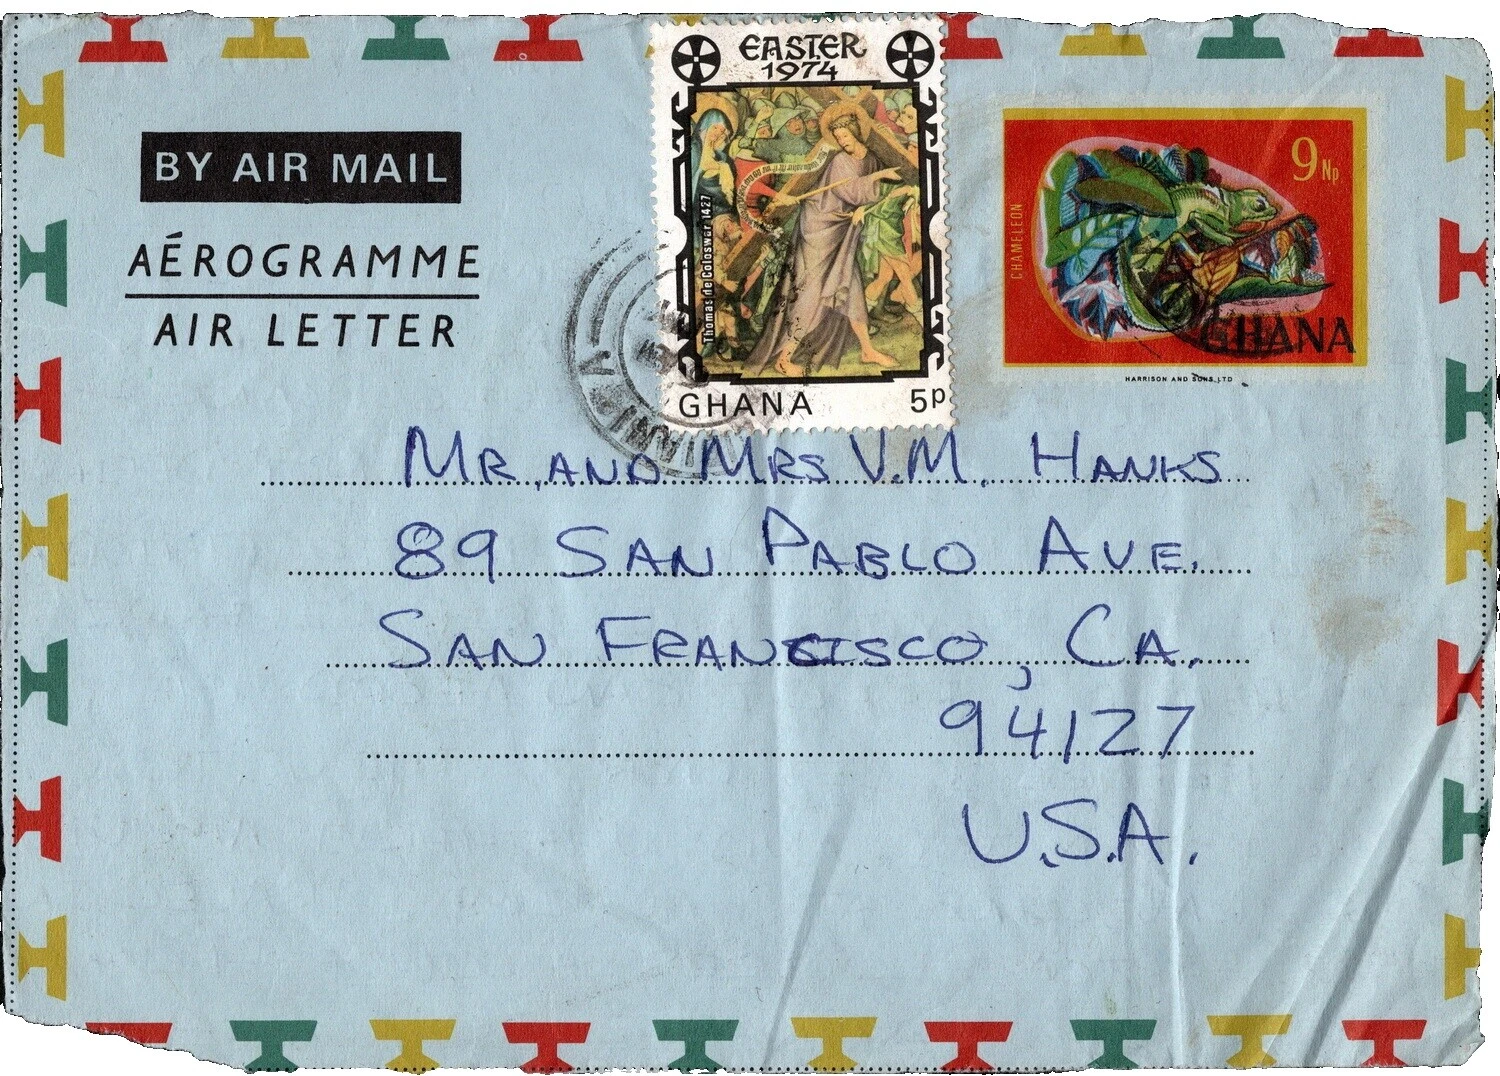 EASTER
1974
Thomas de Coloswar 1427
GHANA 5p
9Np
CHAMELEON
GHANA
HARRISON AND SONS LTD
BY AIR MAIL
AÉROGRAMME
AIR LETTER
MR. AND MRS V.M. HANKS
89 SAN PABLO AVE.
SAN FRANCISCO, CA.
94127
U.S.A.